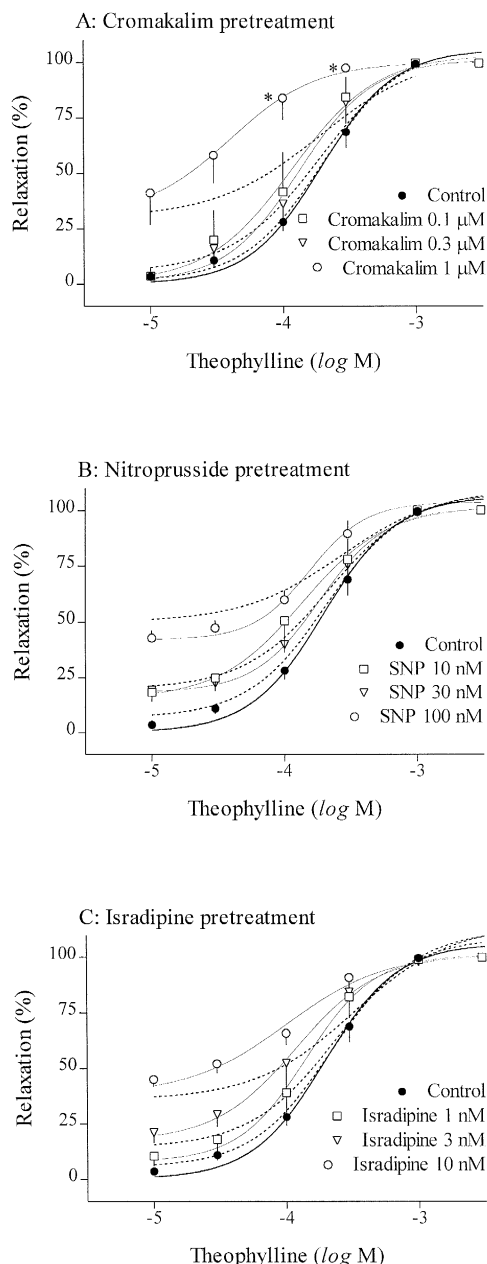 A: Cromakalim pretreatment
100
*
*
75
50
25
0
Relaxation (%)
Control
Cromakalim 0.1 μM
Cromakalim 0.3 μM
Cromakalim 1 μM
-5
-4
-3
Theophylline (log M)
B: Nitroprusside pretreatment
100
75
50
25
0
Relaxation (%)
Control
SNP 10 nM
SNP 30 nM
SNP 100 nM
-5
-4
-3
Theophylline (log M)
C: Isradipine pretreatment
100
75
50
25
0
Relaxation (%)
Control
Isradipine 1 nM
Isradipine 3 nM
Isradipine 10 nM
-5
-4
-3
Theophylline (log M)